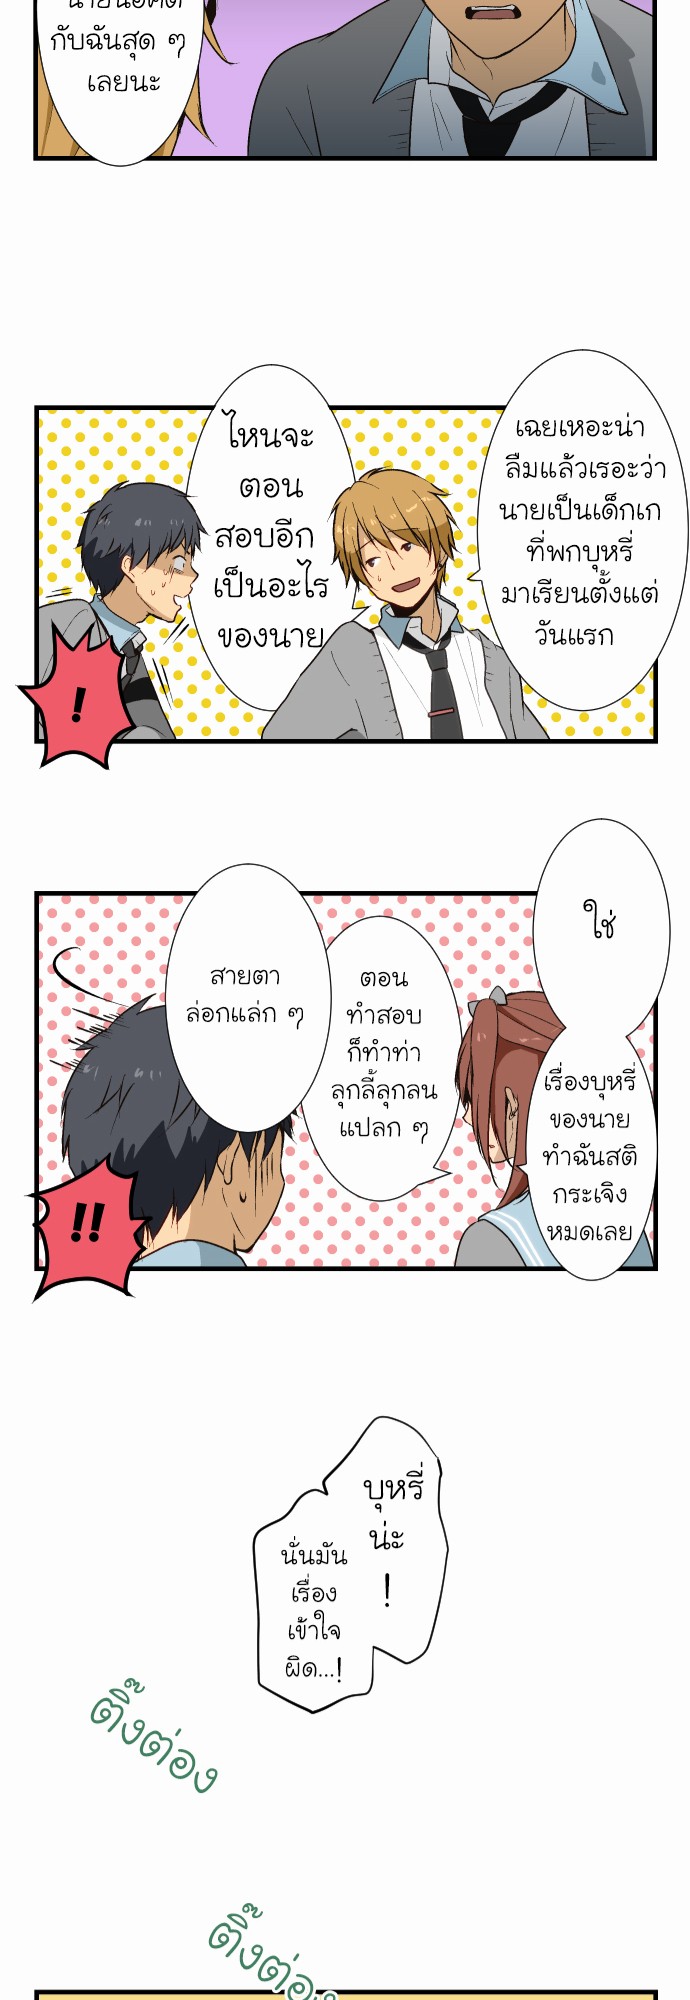 กับฉันสุด ๆ
เลยนะ
เฉยเหอะน่า
ลืมแล้วเรอะว่า
นายเป็นเด็กเก
ที่พกบุหรี่
มาเรียนตั้งแต่
วันแรก
ไหนจะ
ตอน
สอบอีก
เป็นอะไร
ของนาย
!
ใช่
เรื่องบุหรี่
ของนาย
ทำฉันสติ
กระเจิง
หมดเลย
ตอน
ทำสอบ
ก็ทำท่า
ลุกลี้ลุกลน
แปลก ๆ
สายตา
ล่อกแล่ก ๆ
!!
บุหรี่
น่ะ
!
นั่นมัน
เรื่อง
เข้าใจ
ผิด...!
ติ๊งต่อง
ติ๊งต่อง